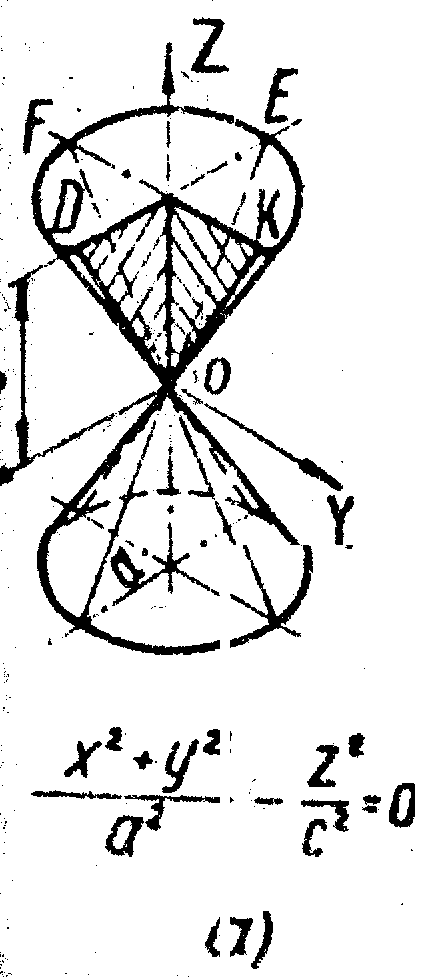 Z
F E
D K
O
Y
a
x² + y² / a² - z² / c² = 0
(7)